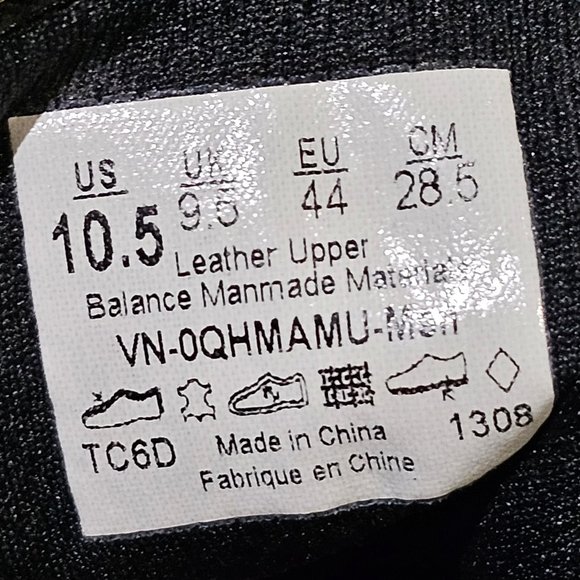 US UK EU CM
10.5 9.5 44 28.5
Leather Upper
Balance Manmade Materials
VN-0QHMAMU-Men
TC6D Made in China 1308
Fabrique en Chine